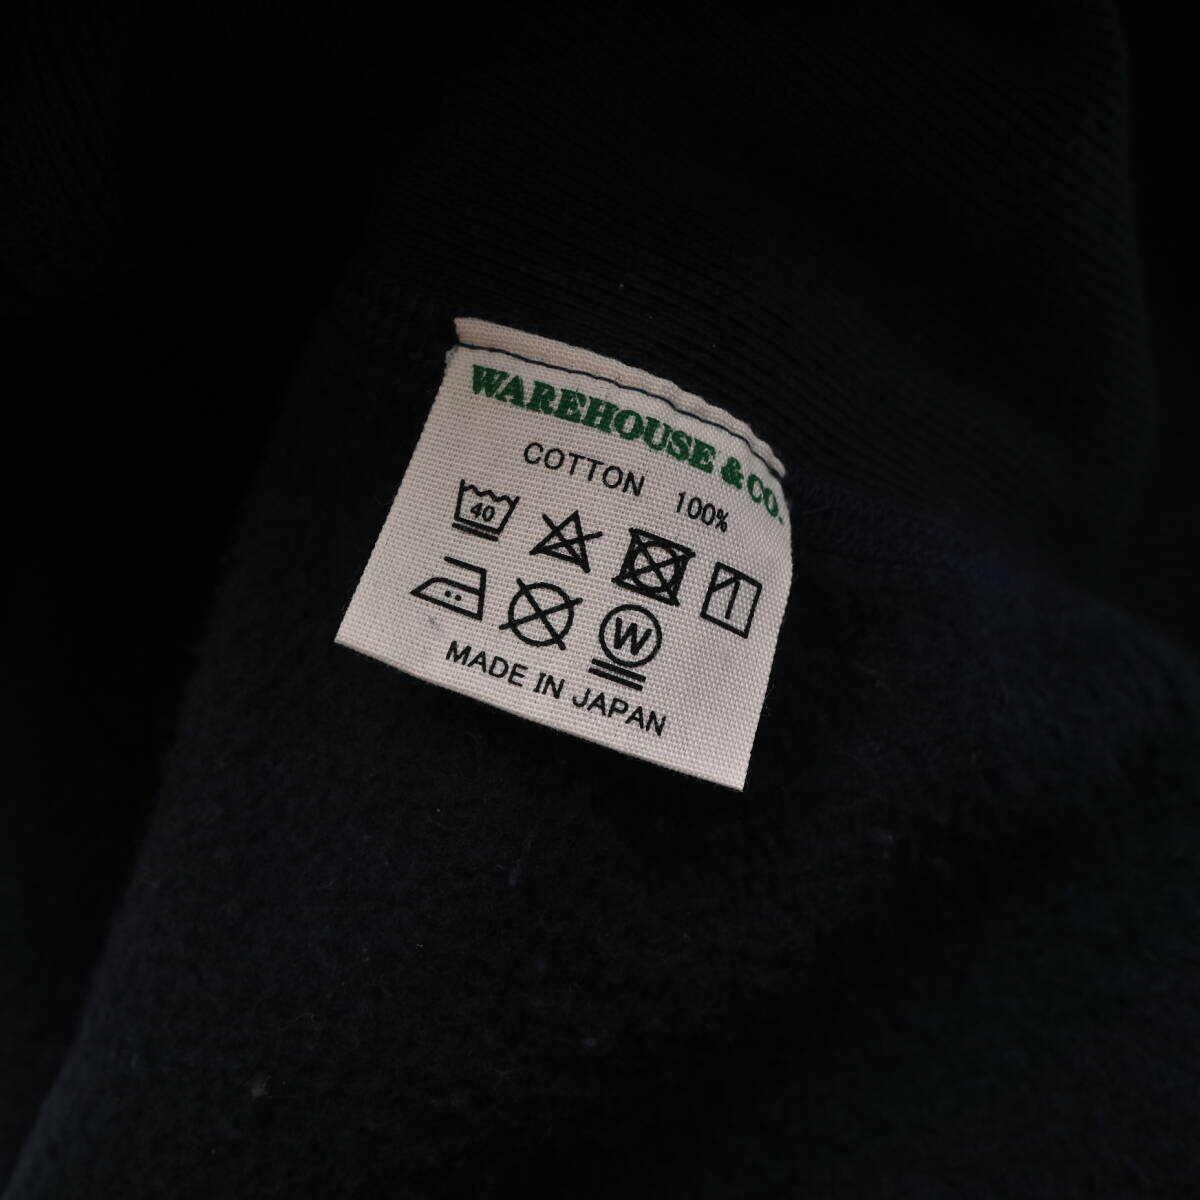 WAREHOUSE & CO.
COTTON 100%
40
W
MADE IN JAPAN